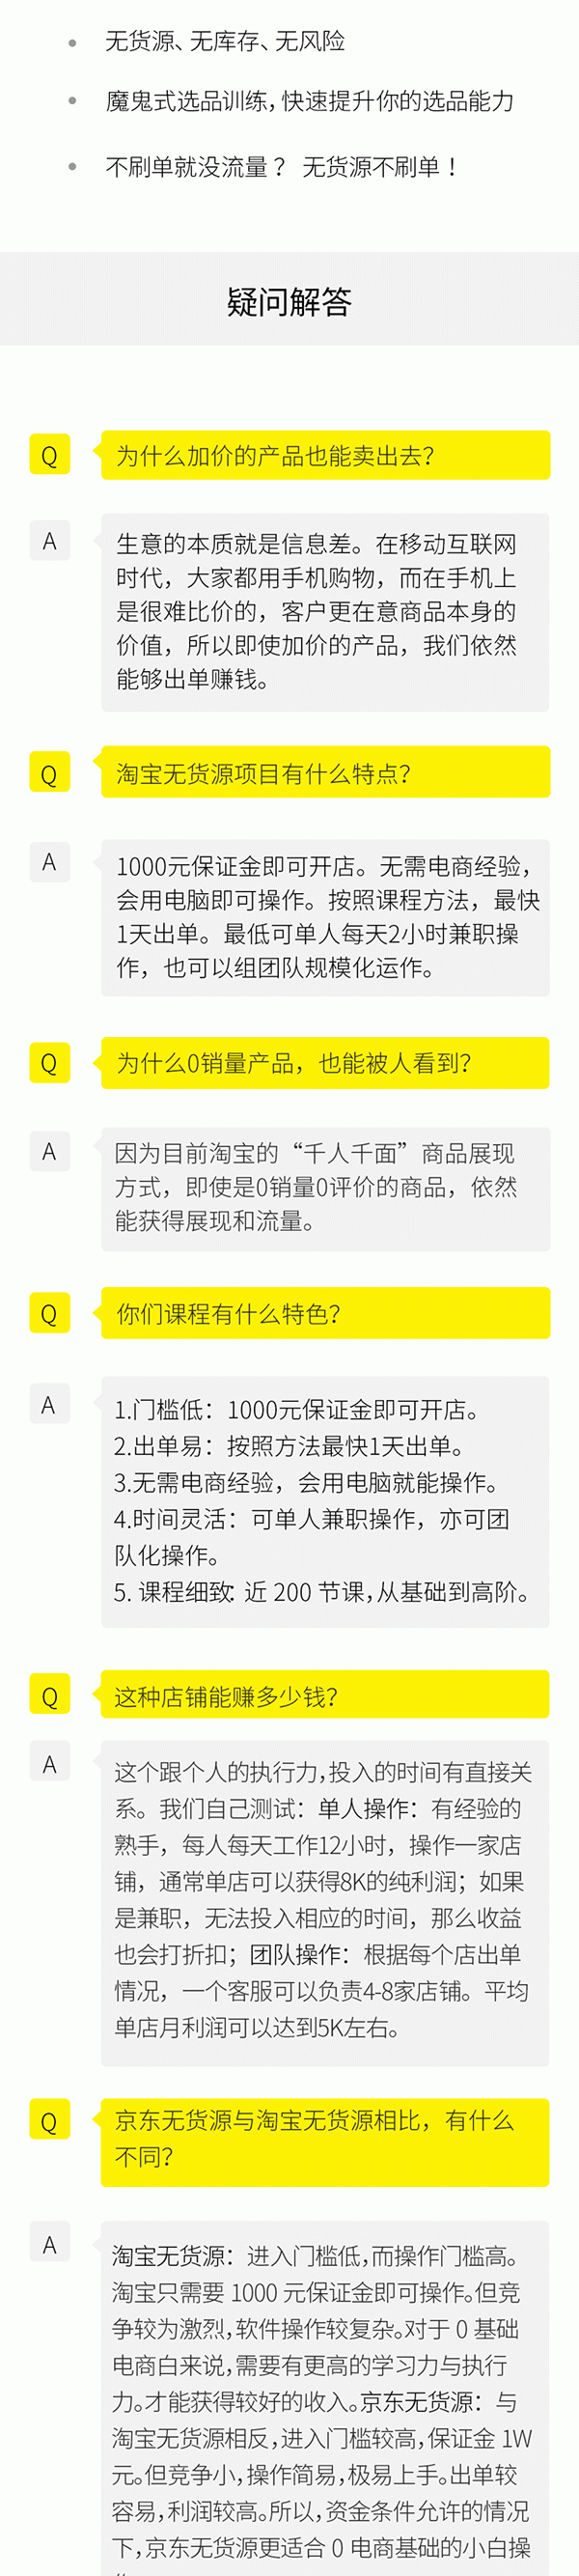 无货源、无库存、无风险
魔鬼式选品训练，快速提升你的选品能力
不刷单就没流量？ 无货源不刷单！
疑问解答
Q 为什么加价的产品也能卖出去？
A 生意的本质就是信息差。在移动互联网
时代，大家都用手机购物，而在手机上
是很难比价的，客户更在意商品本身的
价值，所以即使加价的产品，我们依然
能够出单赚钱。
Q 淘宝无货源项目有什么特点？
A 1000元保证金即可开店。无需电商经验，
会用电脑即可操作。按照课程方法，最快
1天出单。最低可单人每天2小时兼职操
作，也可以组团队规模化运作。
Q 为什么0销量产品，也能被人看到？
A 因为目前淘宝的“千人千面”商品展现
方式，即使是0销量0评价的商品，依然
能获得展现和流量。
Q 你们课程有什么特色？
A 1.门槛低：1000元保证金即可开店。
2.出单易：按照方法最快1天出单。
3.无需电商经验，会用电脑就能操作。
4.时间灵活：可单人兼职操作，亦可团
队化操作。
5. 课程细致：近 200 节课，从基础到高阶。
Q 这种店铺能赚多少钱？
A 这个跟个人的执行力，投入的时间有直接关
系。我们自己测试：单人操作：有经验的
熟手，每人每天工作12小时，操作一家店
铺，通常单店可以获得8K的纯利润；如果
是兼职，无法投入相应的时间，那么收益
也会打折扣；团队操作：根据每个店出单
情况，一个客服可以负责4-8家店铺。平均
单店月利润可以达到5K左右。
Q 京东无货源与淘宝无货源相比，有什么
不同？
A 淘宝无货源：进入门槛低，而操作门槛高。
淘宝只需要 1000 元保证金即可操作。但竞
争较为激烈，软件操作较复杂。对于 0 基础
电商白来说，需要有更高的学习力与执行
力。才能获得较好的收入。京东无货源：与
淘宝无货源相反，进入门槛较高，保证金 1W
元。但竞争小，操作简易，极易上手。出单较
容易，利润较高。所以，资金条件允许的情况
下，京东无货源更适合 0 电商基础的小白操